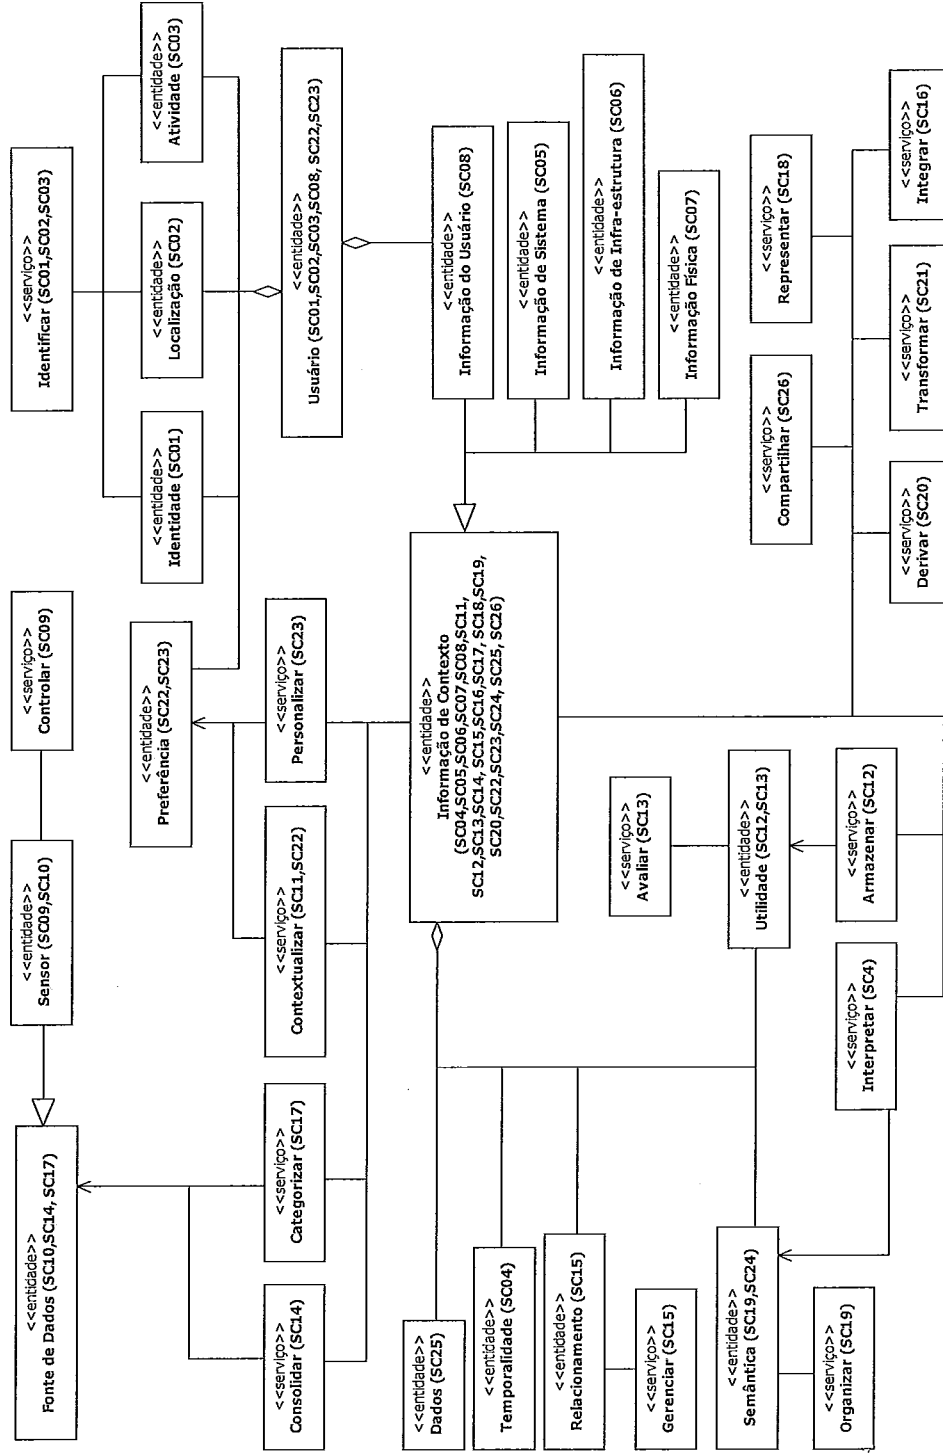 <<entidade>>
Fonte de Dados (SC10,SC14, SC17)
<<entidade>>
Sensor (SC09,SC10)
<<serviço>>
Controlar (SC09)
<<serviço>>
Identificar (SC01,SC02,SC03)
<<entidade>>
Preferência (SC22,SC23)
<<entidade>>
Identidade (SC01)
<<entidade>>
Localização (SC02)
<<entidade>>
Atividade (SC03)
<<serviço>>
Consolidar (SC14)
<<serviço>>
Categorizar (SC17)
<<serviço>>
Contextualizar (SC11,SC22)
<<serviço>>
Personalizar (SC23)
<<entidade>>
Usuário (SC01,SC02,SC03,SC08, SC22,SC23)
<<entidade>>
Dados (SC25)
<<entidade>>
Temporalidade (SC04)
<<entidade>>
Relacionamento (SC15)
<<serviço>>
Gerenciar (SC15)
<<entidade>>
Semântica (SC19,SC24)
<<serviço>>
Organizar (SC19)
<<entidade>>
Informação de Contexto
(SC04,SC05,SC06,SC07,SC08,SC11,
SC12,SC13,SC14, SC15,SC16,SC17, SC18,SC19,
SC20,SC22,SC23,SC24, SC25, SC26)
<<entidade>>
Informação do Usuário (SC08)
<<entidade>>
Informação de Sistema (SC05)
<<entidade>>
Informação de Infra-estrutura (SC06)
<<entidade>>
Informação Física (SC07)
<<serviço>>
Avaliar (SC13)
<<entidade>>
Utilidade (SC12,SC13)
<<serviço>>
Interpretar (SC4)
<<serviço>>
Armazenar (SC12)
<<serviço>>
Compartilhar (SC26)
<<serviço>>
Representar (SC18)
<<serviço>>
Derivar (SC20)
<<serviço>>
Transformar (SC21)
<<serviço>>
Integrar (SC16)